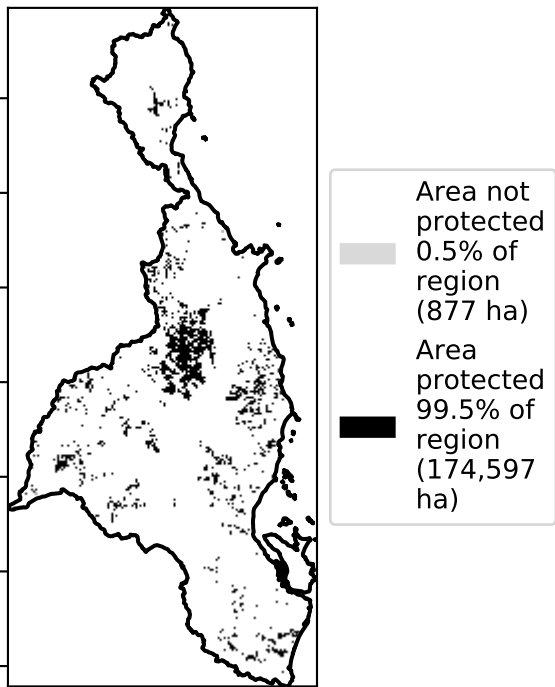 Area not
protected
0.5% of
region
(877 ha)
Area
protected
99.5% of
region
(174,597
ha)